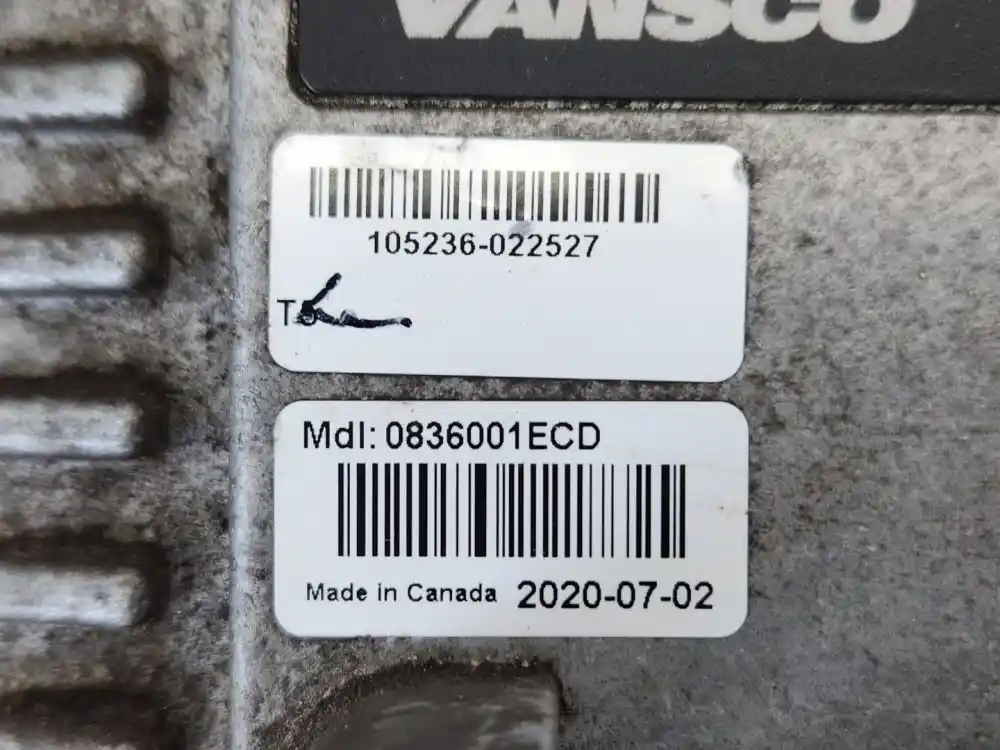 VANSCO
105236-022527
Mdl: 0836001ECD
Made in Canada 2020-07-02